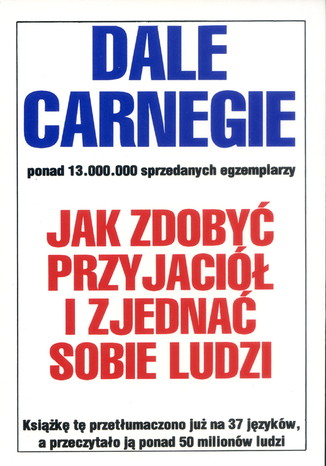 DALE
CARNEGIE
ponad 13.000.000 sprzedanych egzemplarzy
JAK ZDOBYĆ
PRZYJACIÓŁ
I ZJEDNAĆ
SOBIE LUDZI
Książkę tę przetłumaczono już na 37 języków,
a przeczytało ją ponad 50 milionów ludzi